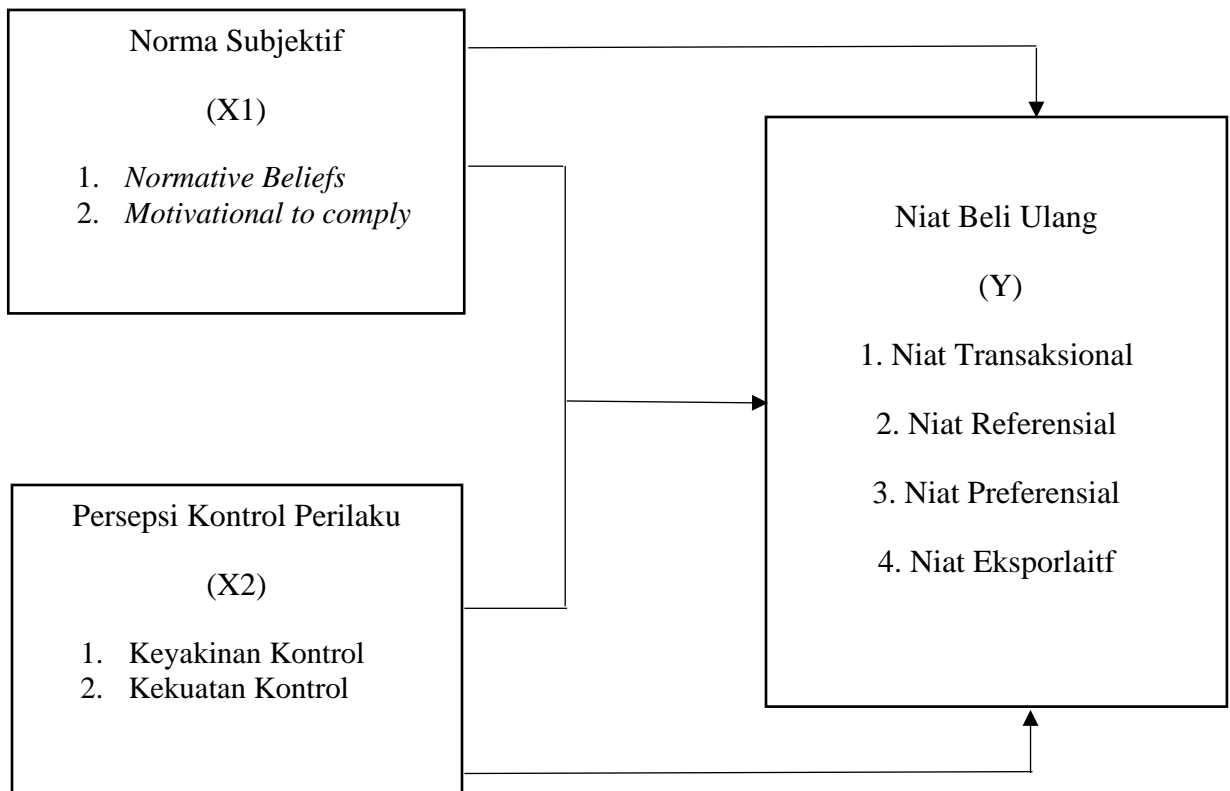 Norma Subjektif
(X1)
1. Normative Beliefs
2. Motivational to comply
Niat Beli Ulang
(Y)
1. Niat Transaksional
2. Niat Referensial
3. Niat Preferensial
4. Niat Eksporlaitf
Persepsi Kontrol Perilaku
(X2)
1. Keyakinan Kontrol
2. Kekuatan Kontrol